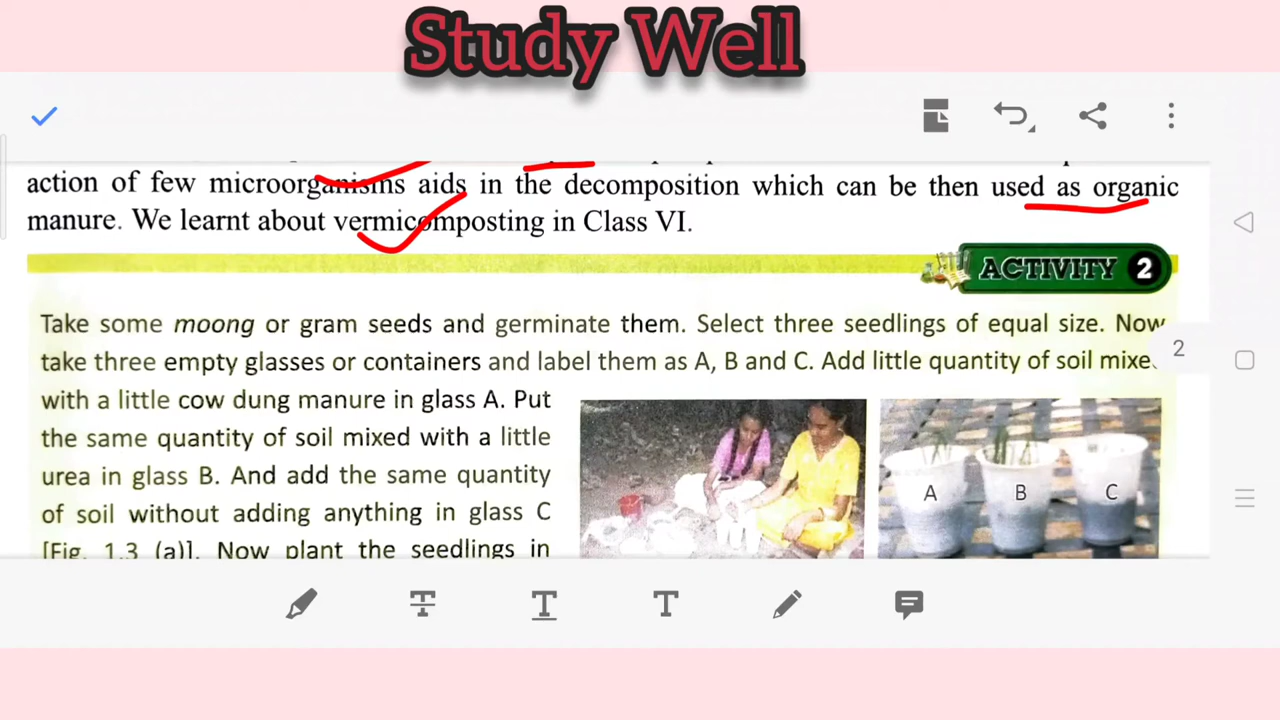 Study Well
action of few microorganisms aids in the decomposition which can be then used as organic
manure. We learnt about vermicomposting in Class VI.
ACTIVITY 2
Take some moong or gram seeds and germinate them. Select three seedlings of equal size. Now
take three empty glasses or containers and label them as A, B and C. Add little quantity of soil
2
with a little cow dung manure in glass A. Put
the same quantity of soil mixed with a little
urea in glass B. And add the same quantity
of soil without adding anything in glass C
[Fig. 1.3 (a)]. Now plant the seedlings in
A B C
T T T